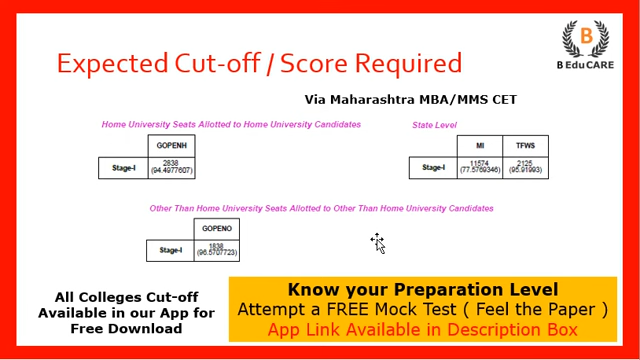 B
B EduCARE
Expected Cut-off / Score Required
Via Maharashtra MBA/MMS CET
Home University Seats Allotted to Home University Candidates
GOPENH
Stage-I 2838
(94.4977607)
State Level
MI TFWS
Stage-I 11574 2125
(77.5769346) (95.91993)
Other Than Home University Seats Allotted to Other Than Home University Candidates
GOPENO
Stage-I 1838
(96.5707723)
All Colleges Cut-off
Available in our App for
Free Download
Know your Preparation Level
Attempt a FREE Mock Test ( Feel the Paper )
App Link Available in Description Box